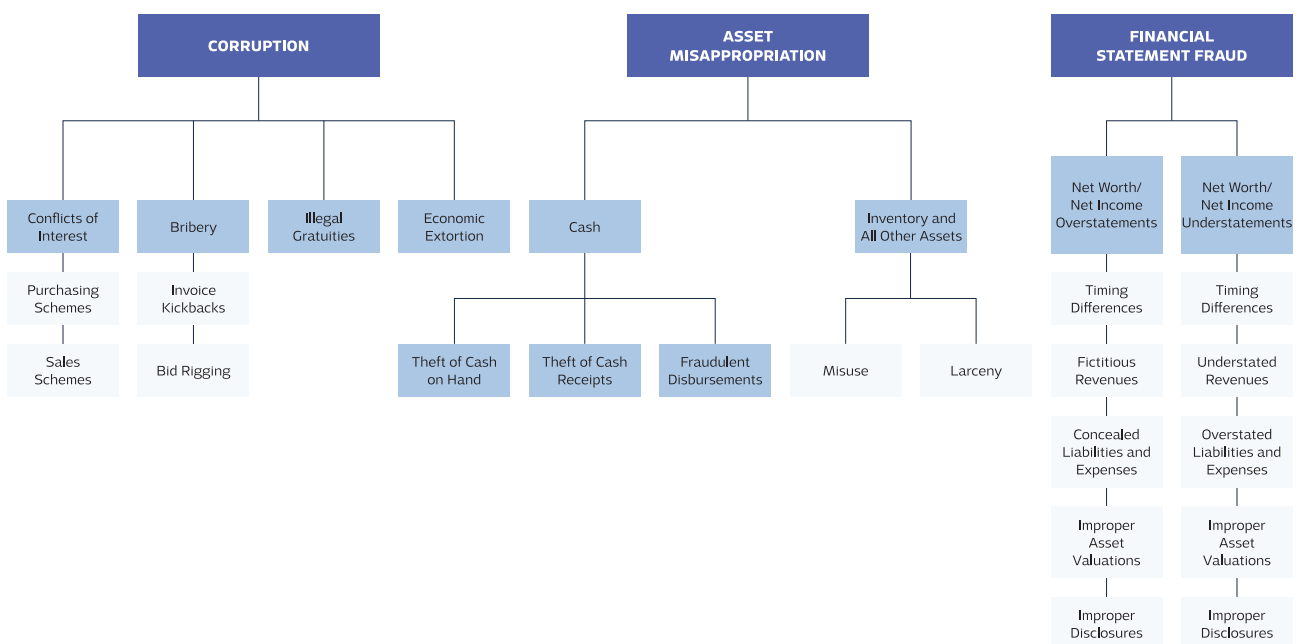 CORRUPTION
ASSET
MISAPPROPRIATION
FINANCIAL
STATEMENT FRAUD
Conflicts of
Interest
Bribery
Illegal
Gratuities
Economic
Extortion
Purchasing
Schemes
Invoice
Kickbacks
Sales
Schemes
Bid Rigging
Cash
Inventory and
All Other Assets
Theft of Cash
on Hand
Theft of Cash
Receipts
Fraudulent
Disbursements
Misuse
Larceny
Net Worth/
Net Income
Overstatements
Net Worth/
Net Income
Understatements
Timing
Differences
Timing
Differences
Fictitious
Revenues
Understated
Revenues
Concealed
Liabilities and
Expenses
Overstated
Liabilities and
Expenses
Improper
Asset
Valuations
Improper
Asset
Valuations
Improper
Disclosures
Improper
Disclosures